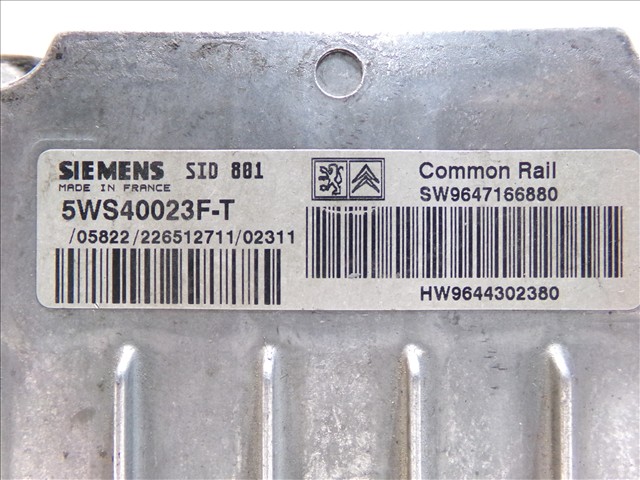 SIEMENS SID 801
MADE IN FRANCE
5WS40023F-T
/05822/226512711/02311
Common Rail
SW9647166880
HW9644302380